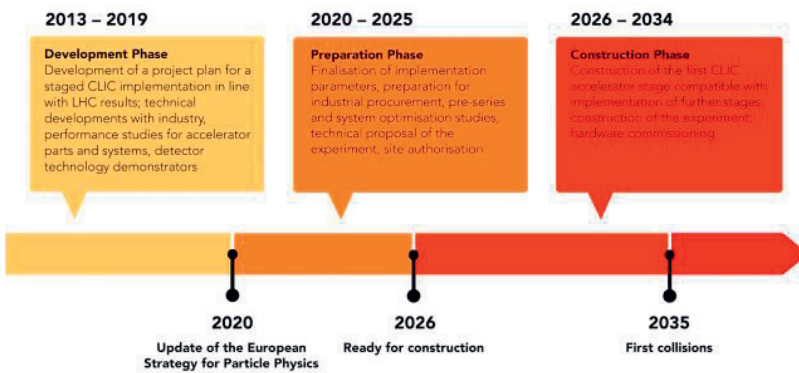 2013 – 2019
Development Phase
Development of a project plan for a
staged CLIC implementation in line
with LHC results; technical
developments with industry,
performance studies for accelerator
parts and systems, detector
technology demonstrators
2020 – 2025
Preparation Phase
Finalisation of implementation
parameters, preparation for
industrial procurement, pre-series
and system optimisation studies,
technical proposal of the
experiment, site authorisation
2026 – 2034
Construction Phase
Construction of the first CLIC
accelerator stage compatible with
implementation of further stages;
construction of the experiment;
hardware commissioning
2020
Update of the European
Strategy for Particle Physics
2026
Ready for construction
2035
First collisions